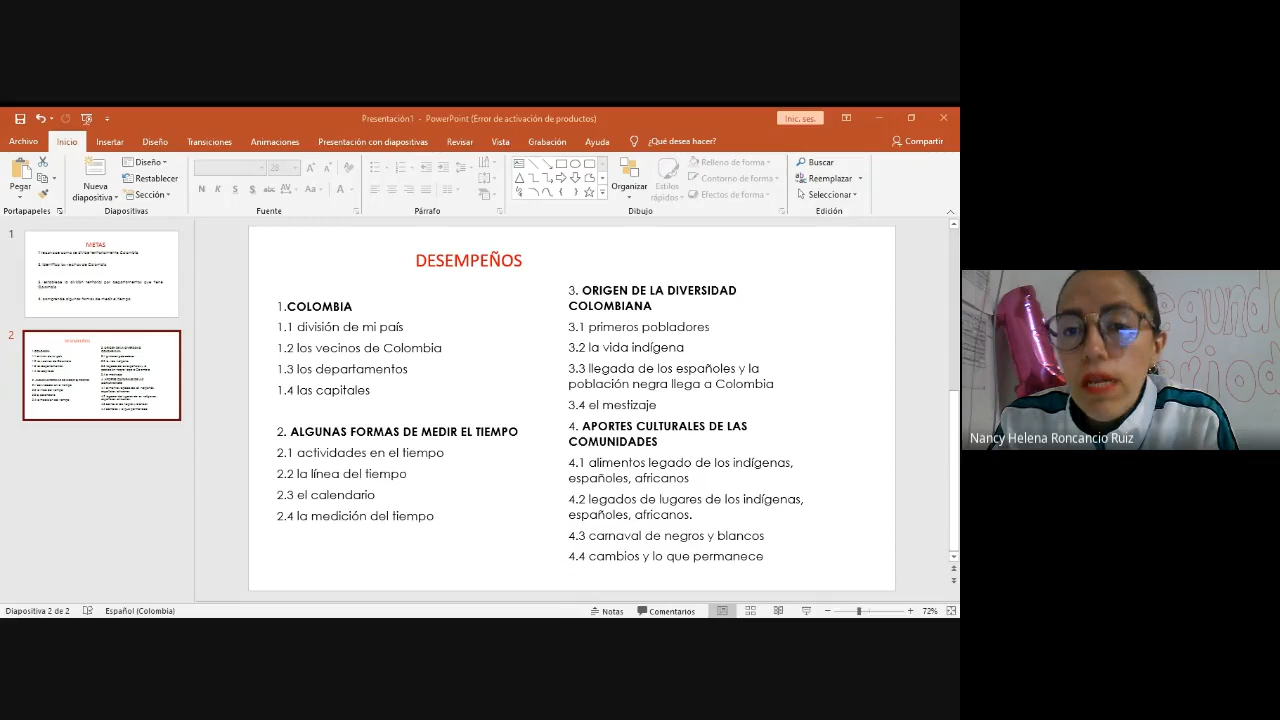 Presentación1 - PowerPoint (Error de activación de productos)
Inic. ses.
Archivo
Inicio
Insertar
Diseño
Transiciones
Animaciones
Presentación con diapositivas
Revisar
Vista
Grabación
Ayuda
¿Qué desea hacer?
Compartir
Pegar
Nueva
diapositiva
Diseño
Restablecer
Sección
28
N K S S abc AV Aa A
Organizar
Estilos
rápidos
Relleno de forma
Contorno de forma
Efectos de forma
Buscar
Reemplazar
Seleccionar
Portapapeles
Diapositivas
Fuente
Párrafo
Dibujo
Edición
1
METAS
2
DESEMPEÑOS
1.COLOMBIA
1.1 división de mi país
1.2 los vecinos de Colombia
1.3 los departamentos
1.4 las capitales
2. ALGUNAS FORMAS DE MEDIR EL TIEMPO
2.1 actividades en el tiempo
2.2 la línea del tiempo
2.3 el calendario
2.4 la medición del tiempo
3. ORIGEN DE LA DIVERSIDAD
COLOMBIANA
3.1 primeros pobladores
3.2 la vida indígena
3.3 llegada de los españoles y la
población negra llega a Colombia
3.4 el mestizaje
4. APORTES CULTURALES DE LAS
COMUNIDADES
4.1 alimentos legado de los indígenas,
españoles, africanos
4.2 legados de lugares de los indígenas,
españoles, africanos.
4.3 carnaval de negros y blancos
4.4 cambios y lo que permanece
Diapositiva 2 de 2
Español (Colombia)
Notas
Comentarios
72%
Nancy Helena Roncancio Ruiz